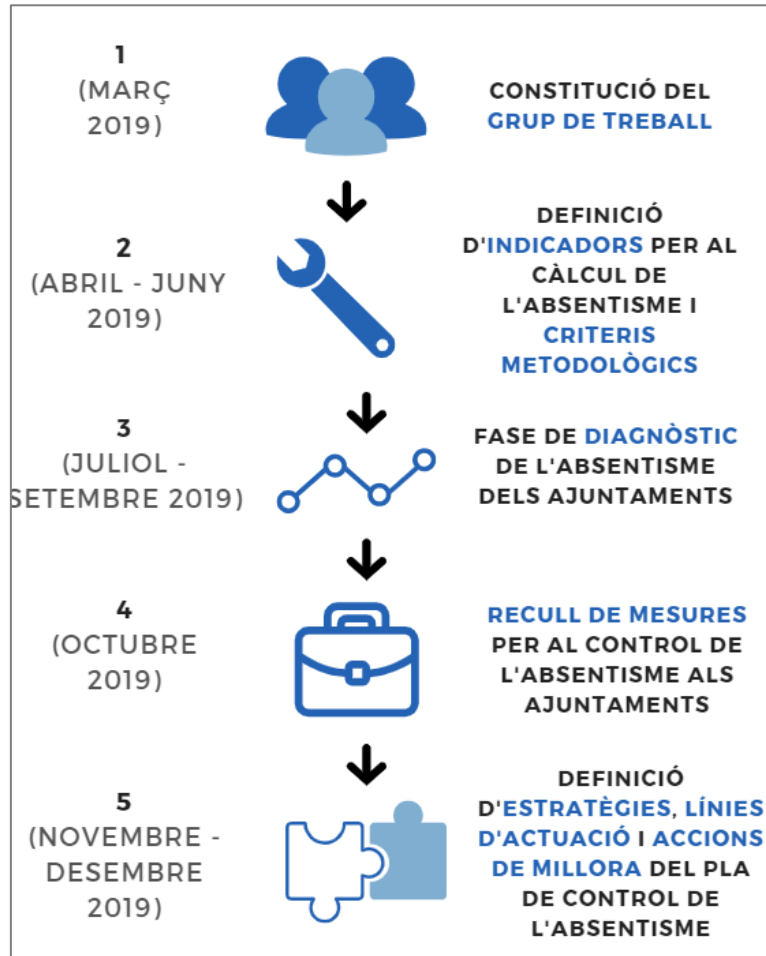 1
(MARÇ
2019)
CONSTITUCIÓ DEL
GRUP DE TREBALL
2
(ABRIL - JUNY
2019)
DEFINICIÓ
D'INDICADORS PER AL
CÀLCUL DE
L'ABSENTISME I
CRITERIS
METODOLÒGICS
3
(JULIOL -
SETEMBRE 2019)
FASE DE DIAGNÒSTIC
DE L'ABSENTISME
DELS AJUNTAMENTS
4
(OCTUBRE
2019)
RECULL DE MESURES
PER AL CONTROL DE
L'ABSENTISME ALS
AJUNTAMENTS
5
(NOVEMBRE -
DESEMBRE
2019)
DEFINICIÓ
D'ESTRATÈGIES, LÍNIES
D'ACTUACIÓ I ACCIONS
DE MILLORA DEL PLA
DE CONTROL DE
L'ABSENTISME